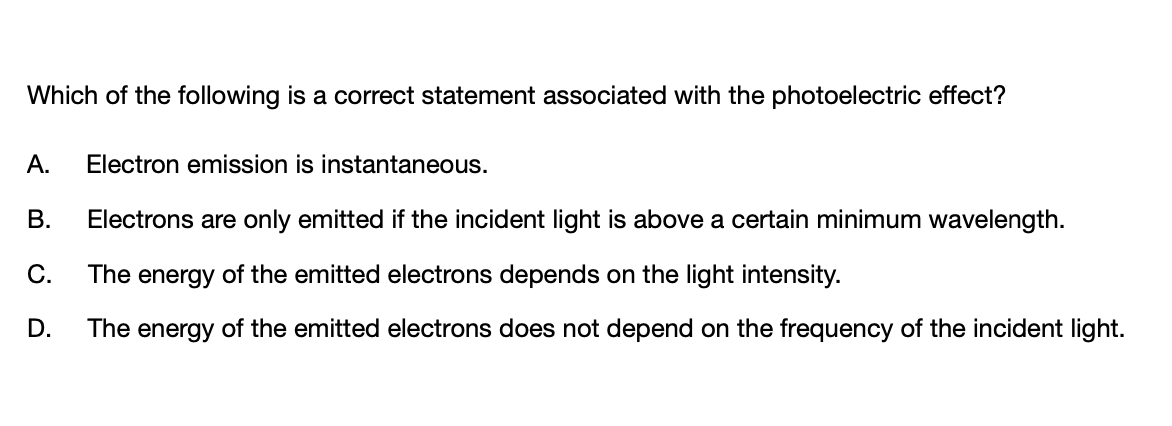 Which of the following is a correct statement associated with the photoelectric effect?
A. Electron emission is instantaneous.
B. Electrons are only emitted if the incident light is above a certain minimum wavelength.
C. The energy of the emitted electrons depends on the light intensity.
D. The energy of the emitted electrons does not depend on the frequency of the incident light.